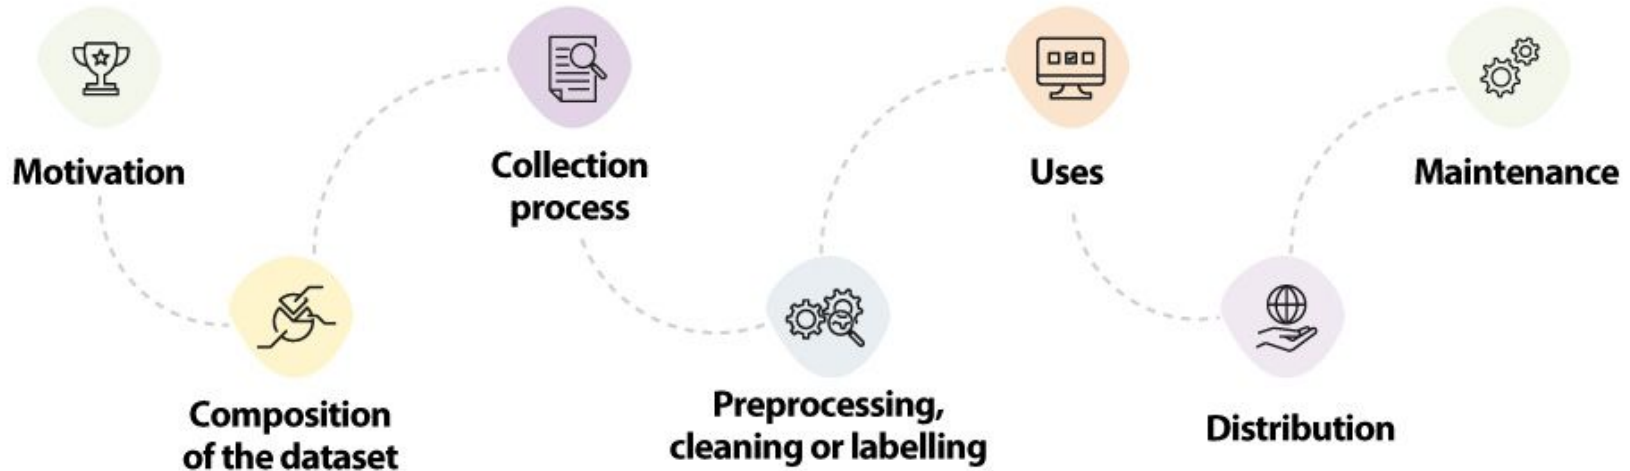 Motivation
Composition
of the dataset
Collection
process
Preprocessing,
cleaning or labelling
Uses
Distribution
Maintenance